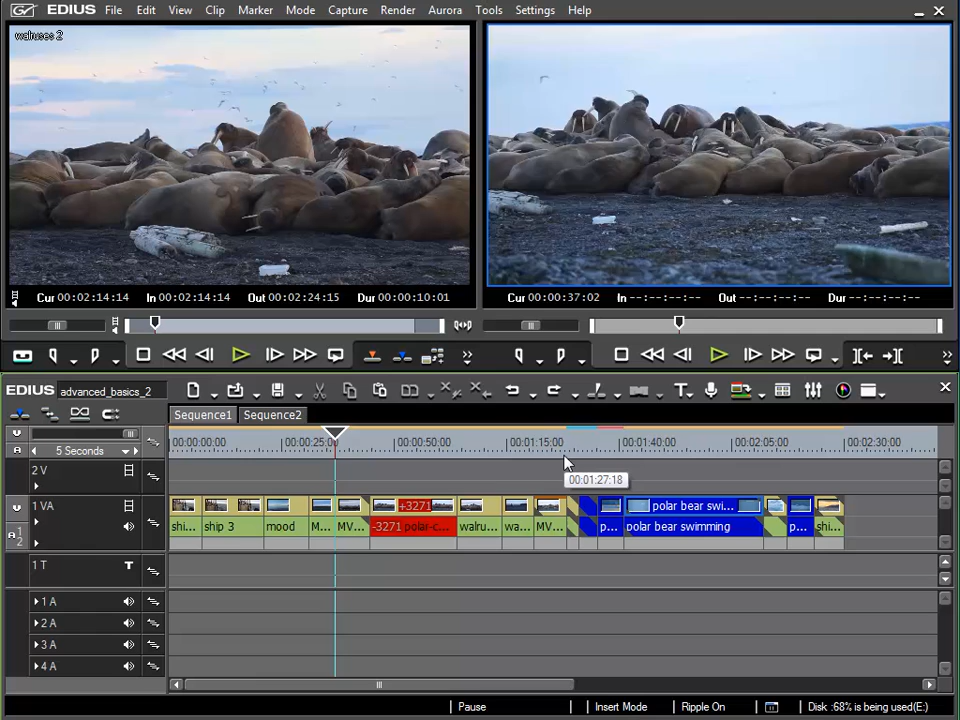 EDIUS File Edit View Clip Marker Mode Capture Render Aurora Tools Settings Help
walruses 2
Cur 00:02:14:14 In 00:02:14:14 Out 00:02:24:15 Dur 00:00:10:01
Cur 00:00:37:02 In --:--:--:-- Out --:--:--:-- Dur --:--:--:--
EDIUS advanced_basics_2
Sequence1 Sequence2
5 Seconds
00:00:00:00 00:00:25:00 00:00:50:00 00:01:15:00 00:01:40:00 00:02:05:00 00:02:30:00
00:01:27:18
2 V
1 VA
+3271 polar bear swi...
shi... ship 3 mood M... MV... -3271 polar-c... walru... wa... MV... p... polar bear swimming p... shi...
1 T T
1 A
2 A
3 A
4 A
Pause Insert Mode Ripple On Disk :68% is being used(E:)